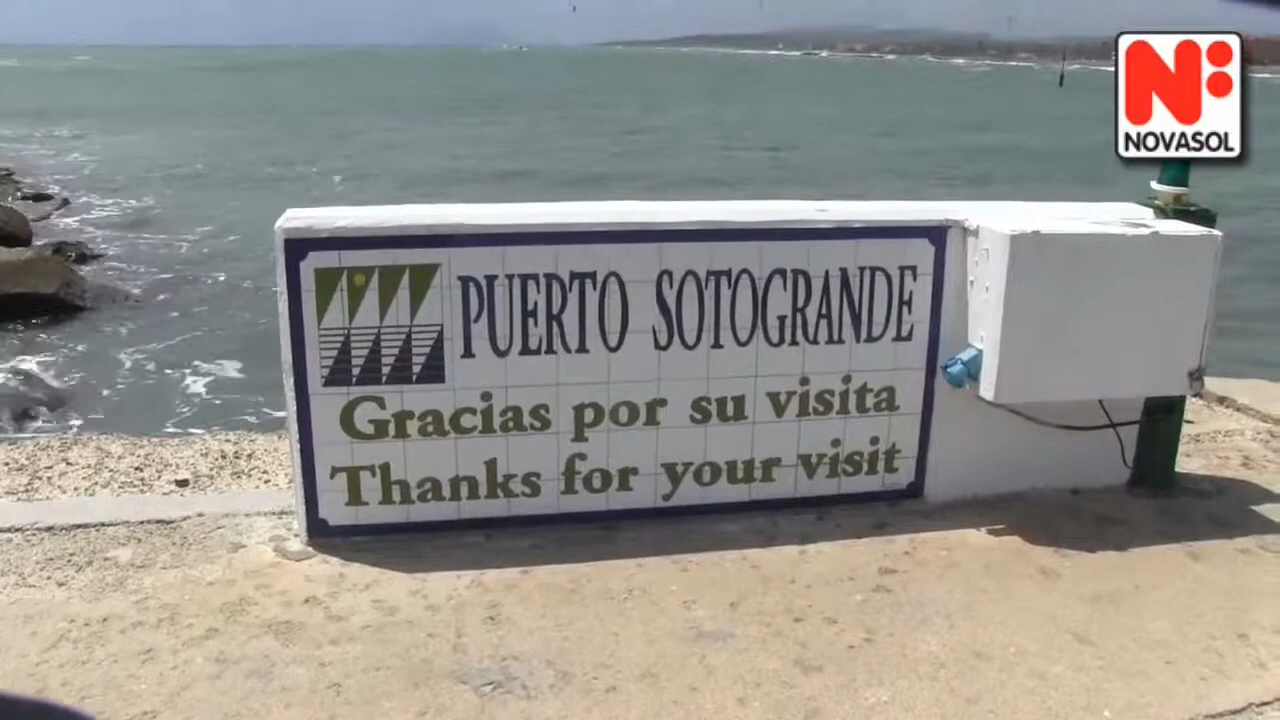 N:
NOVASOL
PUERTO SOTOGRANDE
Gracias por su visita
Thanks for your visit